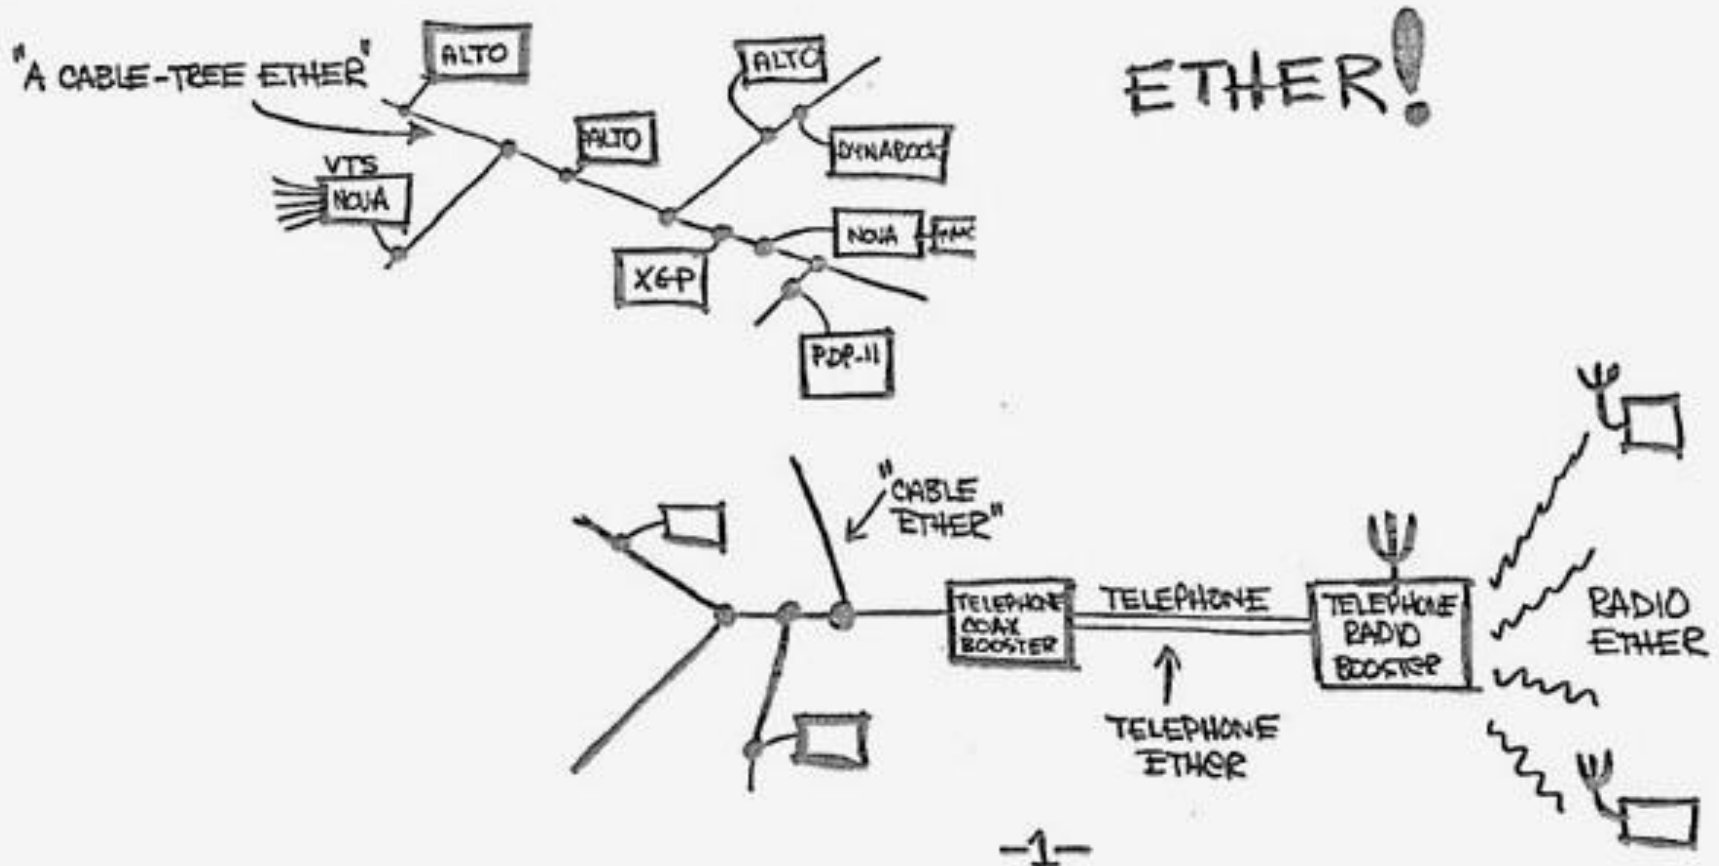 ETHER!
"A CABLE-TREE ETHER"
ALTO
ALTO
ALTO
DYNABOOK
VTS
NOVA
NOVA
XGP
PDP-11
"CABLE
ETHER"
TELEPHONE
COAX
BOOSTER
TELEPHONE
TELEPHONE
ETHER
TELEPHONE
RADIO
BOOSTER
RADIO
ETHER
-1-